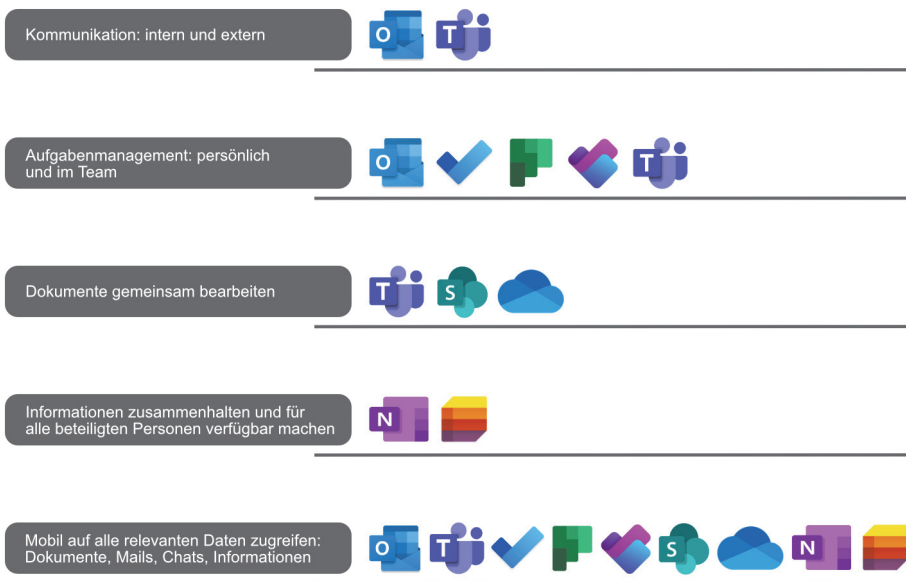 Kommunikation: intern und extern
O T
Aufgabenmanagement: persönlich
und im Team
O T
Dokumente gemeinsam bearbeiten
T S
Informationen zusammenhalten und für
alle beteiligten Personen verfügbar machen
N
Mobil auf alle relevanten Daten zugreifen:
Dokumente, Mails, Chats, Informationen
O T S N